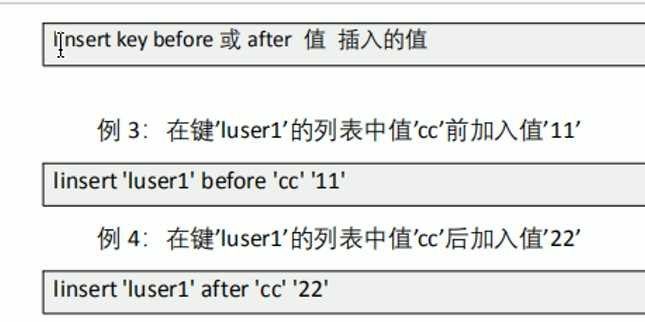 linsert key before 或 after 值 插入的值
例 3：在键'luser1'的列表中值'cc'前加入值'11'
linsert 'luser1' before 'cc' '11'
例 4：在键'luser1'的列表中值'cc'后加入值'22'
linsert 'luser1' after 'cc' '22'